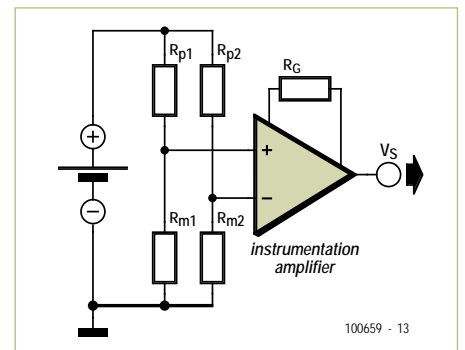 Rp1
Rp2
RG
+
+
VS
−
−
Rm1
Rm2
instrumentation
amplifier
100659 - 13